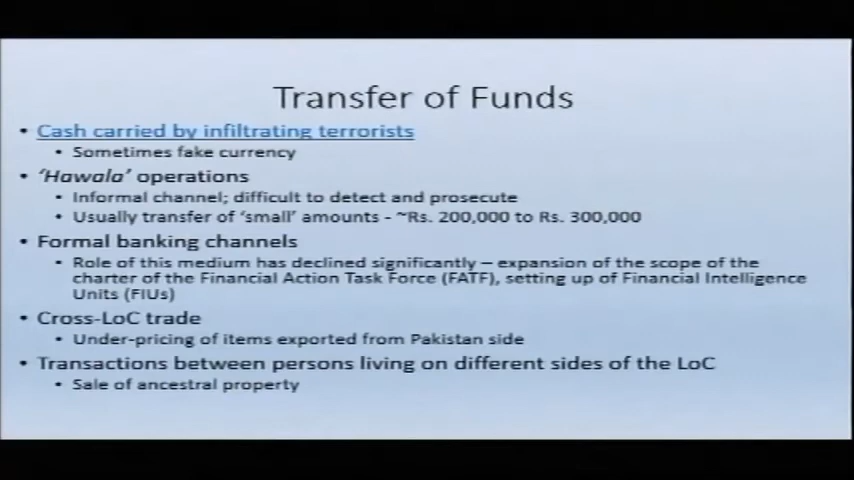 Transfer of Funds
• Cash carried by infiltrating terrorists
• Sometimes fake currency
• 'Hawala' operations
• Informal channel; difficult to detect and prosecute
• Usually transfer of 'small' amounts - ~Rs. 200,000 to Rs. 300,000
• Formal banking channels
• Role of this medium has declined significantly – expansion of the scope of the
charter of the Financial Action Task Force (FATF), setting up of Financial Intelligence
Units (FIUs)
• Cross-LoC trade
• Under-pricing of items exported from Pakistan side
• Transactions between persons living on different sides of the LoC
• Sale of ancestral property